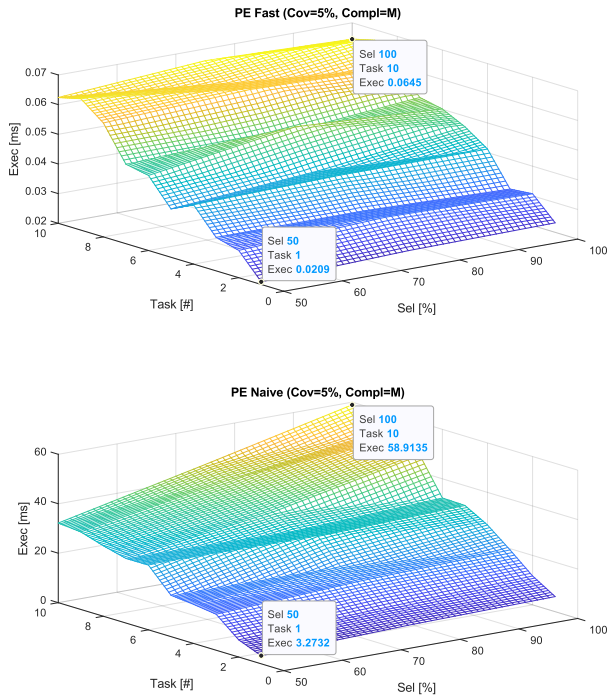 PE Fast (Cov=5%, Compl=M)
Sel 100
Task 10
Exec 0.0645
0.07
0.06
0.05
0.04
0.03
0.02
Exec [ms]
10
8
6
4
2
0
Task [#]
Sel 50
Task 1
Exec 0.0209
50
60
70
80
90
100
Sel [%]
PE Naive (Cov=5%, Compl=M)
Sel 100
Task 10
Exec 58.9135
60
40
20
0
Exec [ms]
10
8
6
4
2
0
Task [#]
Sel 50
Task 1
Exec 3.2732
50
60
70
80
90
100
Sel [%]